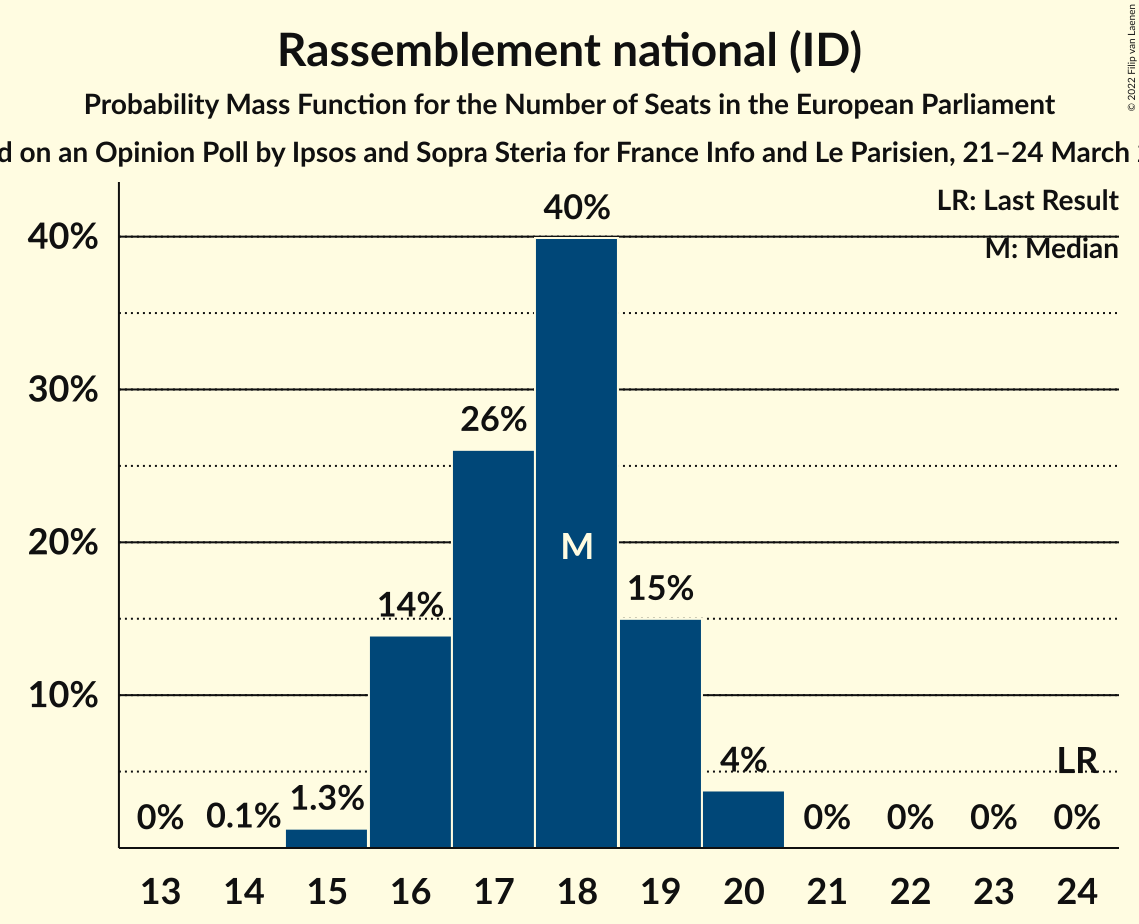 Rassemblement national (ID)
Probability Mass Function for the Number of Seats in the European Parliament
on an Opinion Poll by Ipsos and Sopra Steria for France Info and Le Parisien, 21–24 March
© 2022 Filip van Laenen
LR: Last Result
M: Median
40%
30%
20%
10%
0%
0.1%
1.3%
14%
26%
40%
M
15%
4%
0%
0%
0%
LR
0%
13 14 15 16 17 18 19 20 21 22 23 24